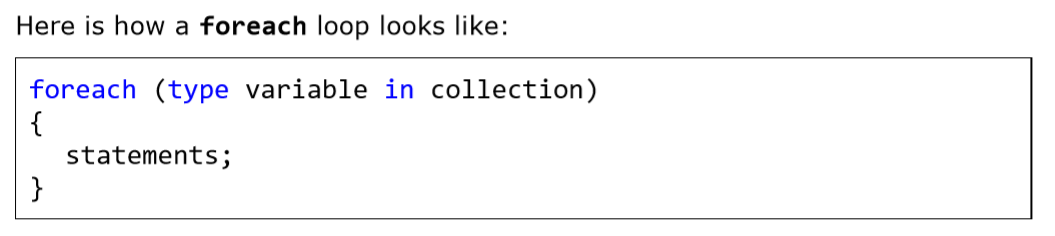 Here is how a foreach loop looks like:
foreach (type variable in collection)
{
statements;
}